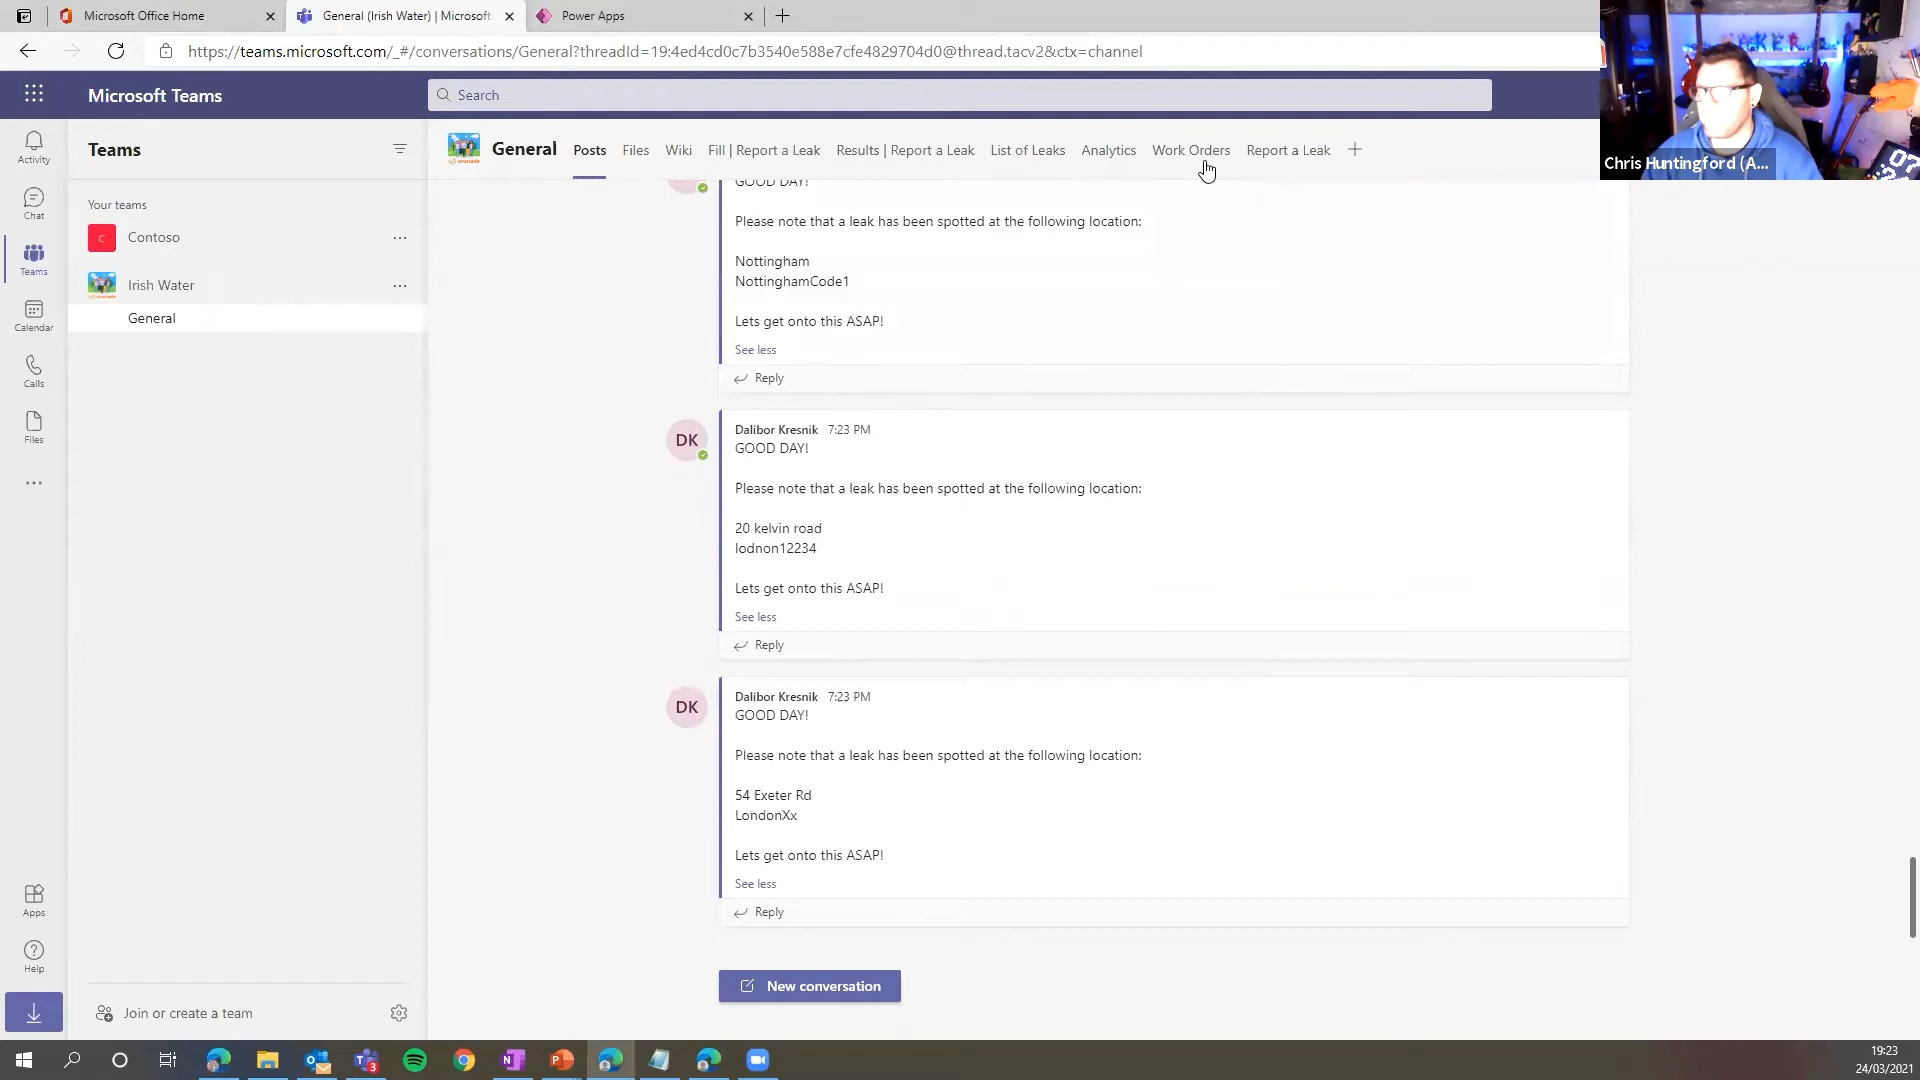 Microsoft Office Home
General (Irish Water) | Microsoft
Power Apps
https://teams.microsoft.com/_#/conversations/General?threadId=19:4ed4cd0c7b3540e588e7cfe4829704d0@thread.tacv2&ctx=channel
Microsoft Teams
Search
Chris Huntingford (A...
Activity
Chat
Teams
Calendar
Calls
Files
Apps
Help
Teams
Your teams
C
Contoso
Irish Water
General
Join or create a team
General
Posts
Files
Wiki
Fill | Report a Leak
Results | Report a Leak
List of Leaks
Analytics
Work Orders
Report a Leak
GOOD DAY!
Please note that a leak has been spotted at the following location:
Nottingham
NottinghamCode1
Lets get onto this ASAP!
See less
Reply
DK
Dalibor Kresnik 7:23 PM
GOOD DAY!
Please note that a leak has been spotted at the following location:
20 kelvin road
lodnon12234
Lets get onto this ASAP!
See less
Reply
DK
Dalibor Kresnik 7:23 PM
GOOD DAY!
Please note that a leak has been spotted at the following location:
54 Exeter Rd
LondonXx
Lets get onto this ASAP!
See less
Reply
New conversation
3
19:23
24/03/2021